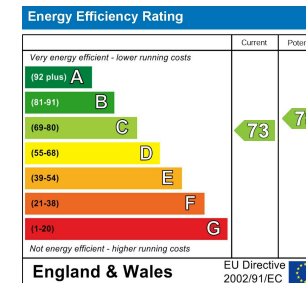 Energy Efficiency Rating
Current
Very energy efficient - lower running costs
(92 plus) A
(81-91) B
(69-80) C
73
(55-68) D
(39-54) E
(21-38) F
(1-20) G
Not energy efficient - higher running costs
England & Wales
EU Directive
2002/91/EC